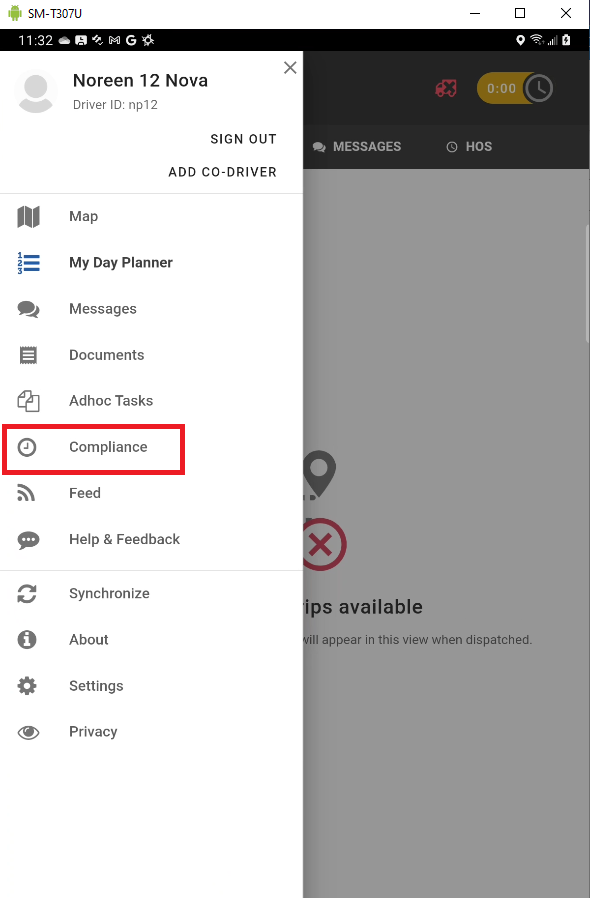 SM-T307U
11:32
Noreen 12 Nova
Driver ID: np12
SIGN OUT
ADD CO-DRIVER
0:00
MESSAGES
HOS
Map
My Day Planner
Messages
Documents
Adhoc Tasks
Compliance
Feed
Help & Feedback
Synchronize
About
Settings
Privacy
ips available
will appear in this view when dispatched.